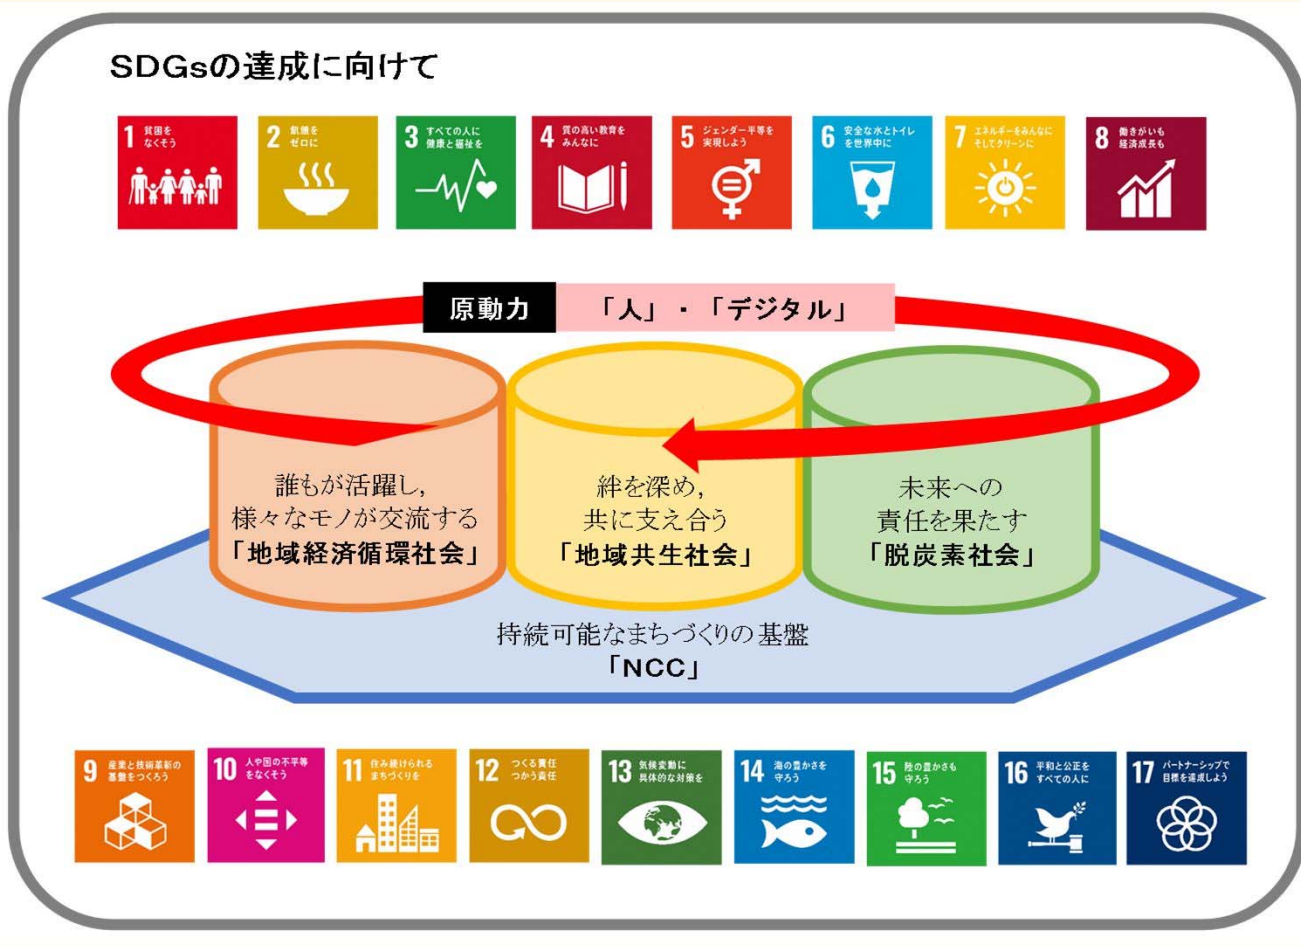 SDGsの達成に向けて
1 貧困を
なくそう
2 飢餓を
ゼロに
3 すべての人に
健康と福祉を
4 質の高い教育を
みんなに
5 ジェンダー平等を
実現しよう
6 安全な水とトイレ
を世界中に
7 エネルギーをみんなに
そしてクリーンに
8 働きがいも
経済成長も
原動力 「人」・「デジタル」
誰もが活躍し,
様々なモノが交流する
「地域経済循環社会」
絆を深め,
共に支え合う
「地域共生社会」
未来への
責任を果たす
「脱炭素社会」
持続可能なまちづくりの基盤
「NCC」
9 産業と技術革新の
基盤をつくろう
10 人や国の不平等
をなくそう
11 住み続けられる
まちづくりを
12 つくる責任
つかう責任
13 気候変動に
具体的な対策を
14 海の豊かさを
守ろう
15 陸の豊かさも
守ろう
16 平和と公正を
すべての人に
17 パートナーシップで
目標を達成しよう